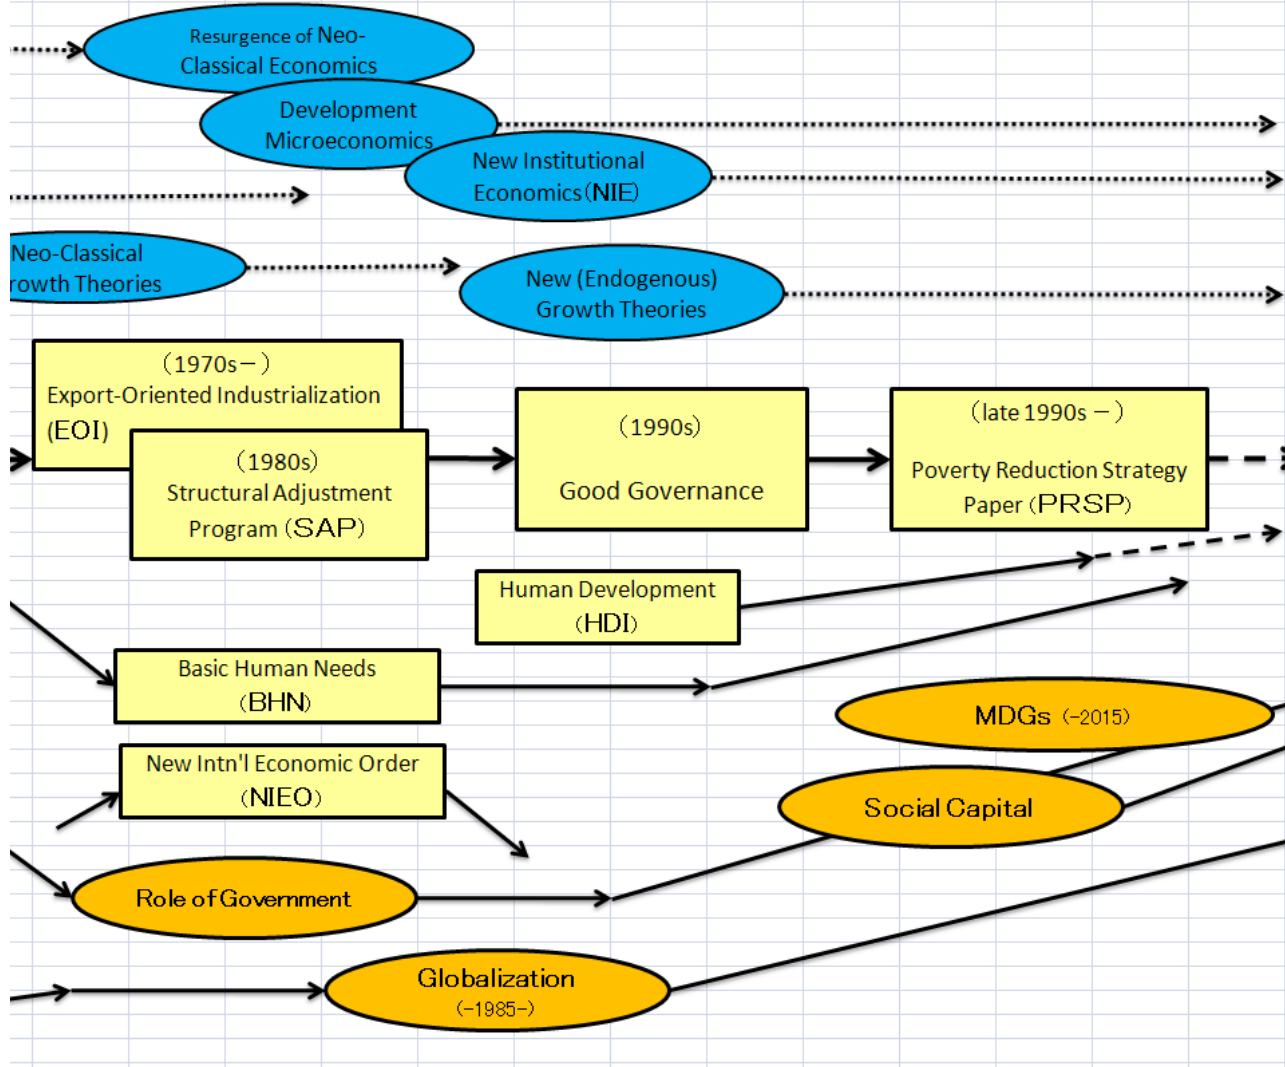 Resurgence of Neo-
Classical Economics
Development
Microeconomics
New Institutional
Economics(NIE)
Neo-Classical
rowth Theories
New (Endogenous)
Growth Theories
(1970s－)
Export-Oriented Industrialization
(EOI)
(1980s)
Structural Adjustment
Program (SAP)
(1990s)
Good Governance
(late 1990s －)
Poverty Reduction Strategy
Paper (PRSP)
Human Development
(HDI)
Basic Human Needs
(BHN)
New Intn'l Economic Order
(NIEO)
MDGs (-2015)
Social Capital
Role of Government
Globalization
(-1985-)